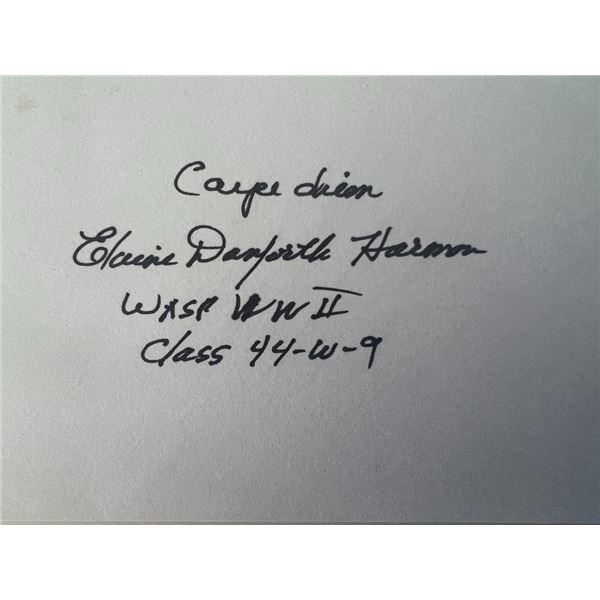 Carpe diem
Elaine Danforth Harmon
WASP WW II
Class 44-W-9